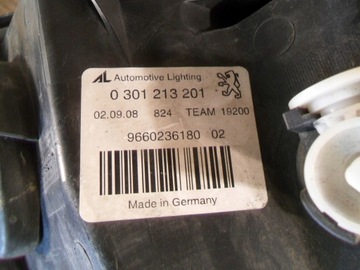 AL Automotive Lighting
0 301 213 201
02.09.08 824 TEAM 19200
9660236180 02
Made in Germany